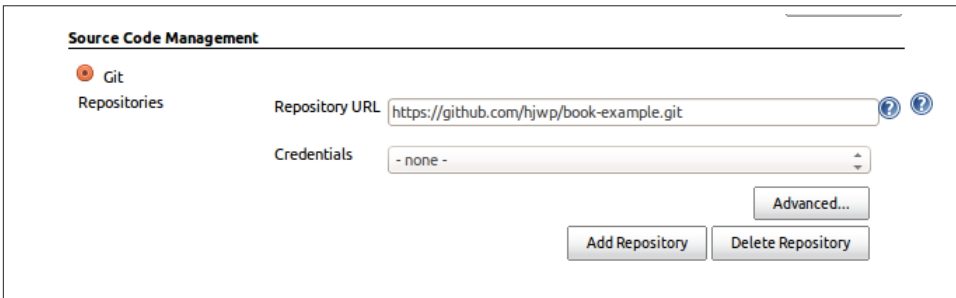 Source Code Management
Git
Repositories
Repository URL https://github.com/hjwp/book-example.git ? ?
Credentials - none -
Advanced...
Add Repository Delete Repository